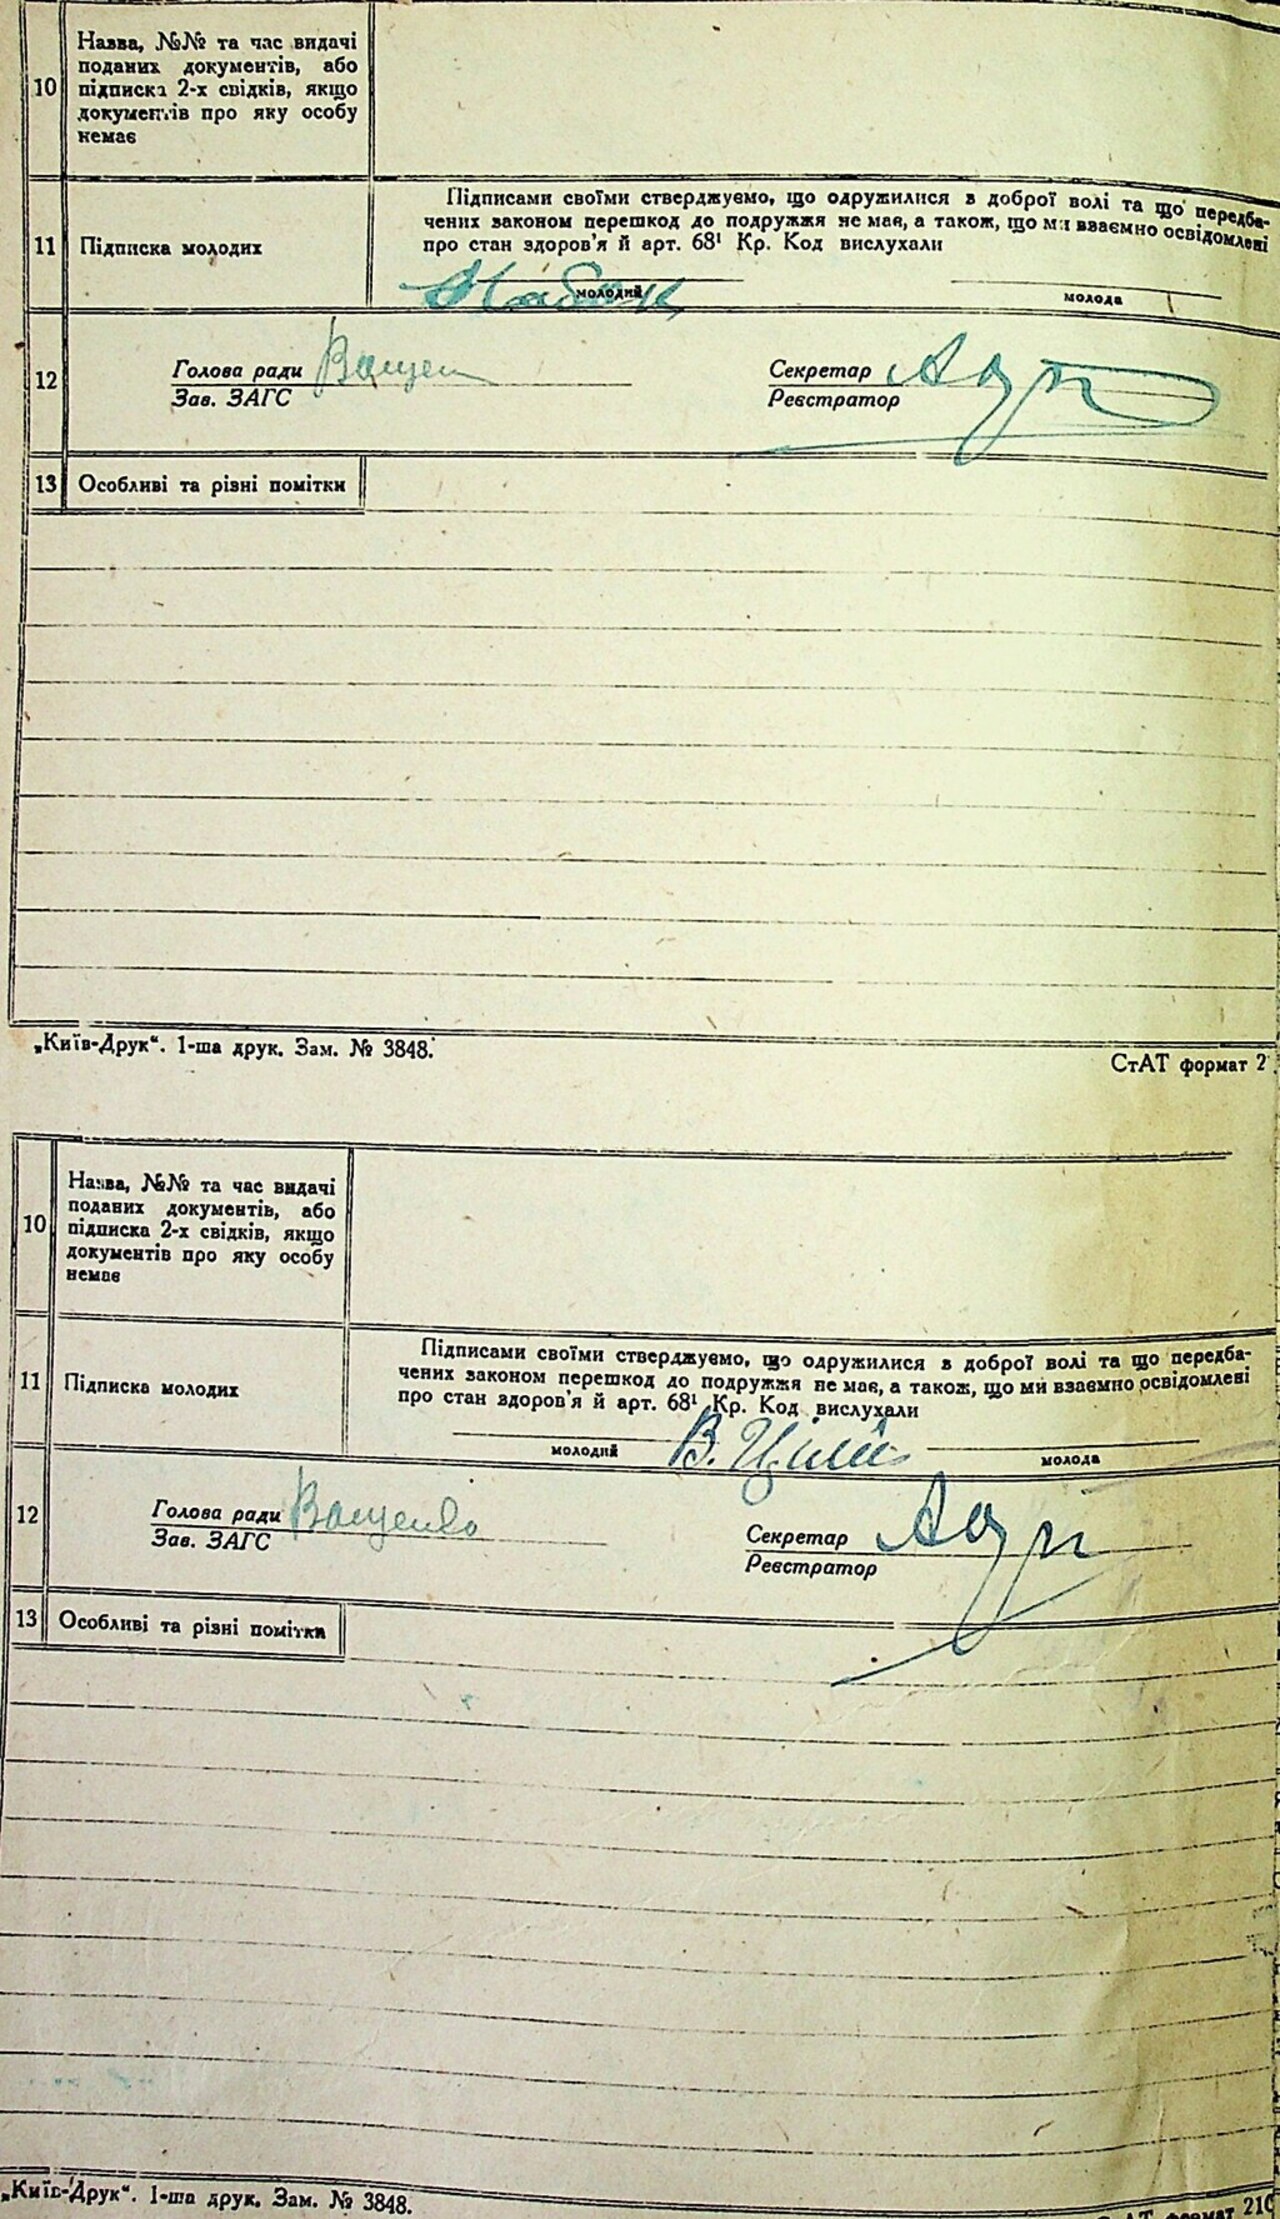 10
Назва, №№ та час видачі
поданих документів, або
підписка 2-х свідків, якщо
документів про яку особу
немає
11
Підписка молодих
Підписами своїми стверджуємо, що одружилися з доброї волі та що передба-
чених законом перешкод до подружжя не має, а також, що ми взаємно освідомлені
про стан здоров'я й арт. 68¹ Кр. Код вислухали
молодий
молода
12
Голова ради Ващен
Зав. ЗАГС
Секретар
Реєстратор
13
Особливі та різні помітки
„Київ-Друк“. 1-ша друк. Зам. № 3848.
СтАТ формат 2
10
Назва, №№ та час видачі
поданих документів, або
підписка 2-х свідків, якщо
документів про яку особу
немає
11
Підписка молодих
Підписами своїми стверджуємо, що одружилися з доброї волі та що передба-
чених законом перешкод до подружжя не має, а також, що ми взаємно освідомлені
про стан здоров'я й арт. 68¹ Кр. Код вислухали
молодий
В.
молода
12
Голова ради Ващенко
Зав. ЗАГС
Секретар
Реєстратор
13
Особливі та різні помітки
„Київ-Друк“. 1-ша друк. Зам. № 3848.
формат 210